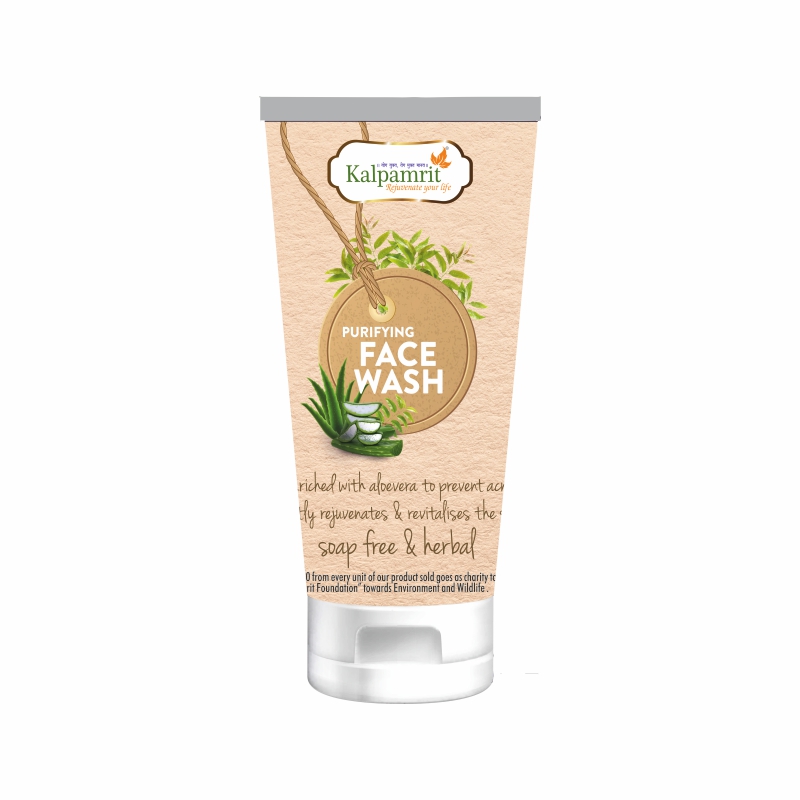 ॥ रोग मुक्त, रोग मुक्त भारत ॥
Kalpamrit
Rejuvenate your life
PURIFYING
FACE
WASH
riched with aloevera to prevent acn
tly rejuvenates & revitalises the
soap free & herbal
0 from every unit of our product sold goes as charity to
rit Foundation" towards Environment and Wildlife .